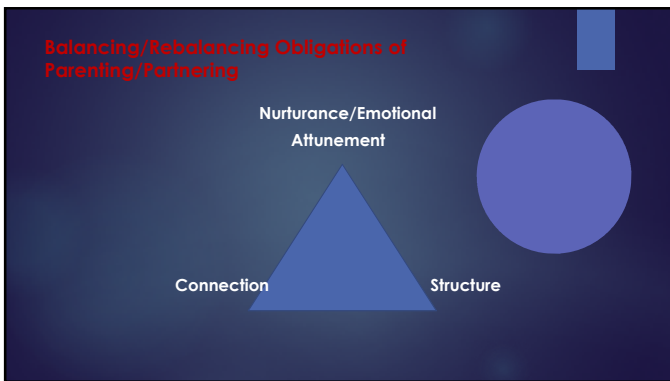 Balancing/Rebalancing Obligations of
Parenting/Partnering
Nurturance/Emotional
Attunement
Connection
Structure